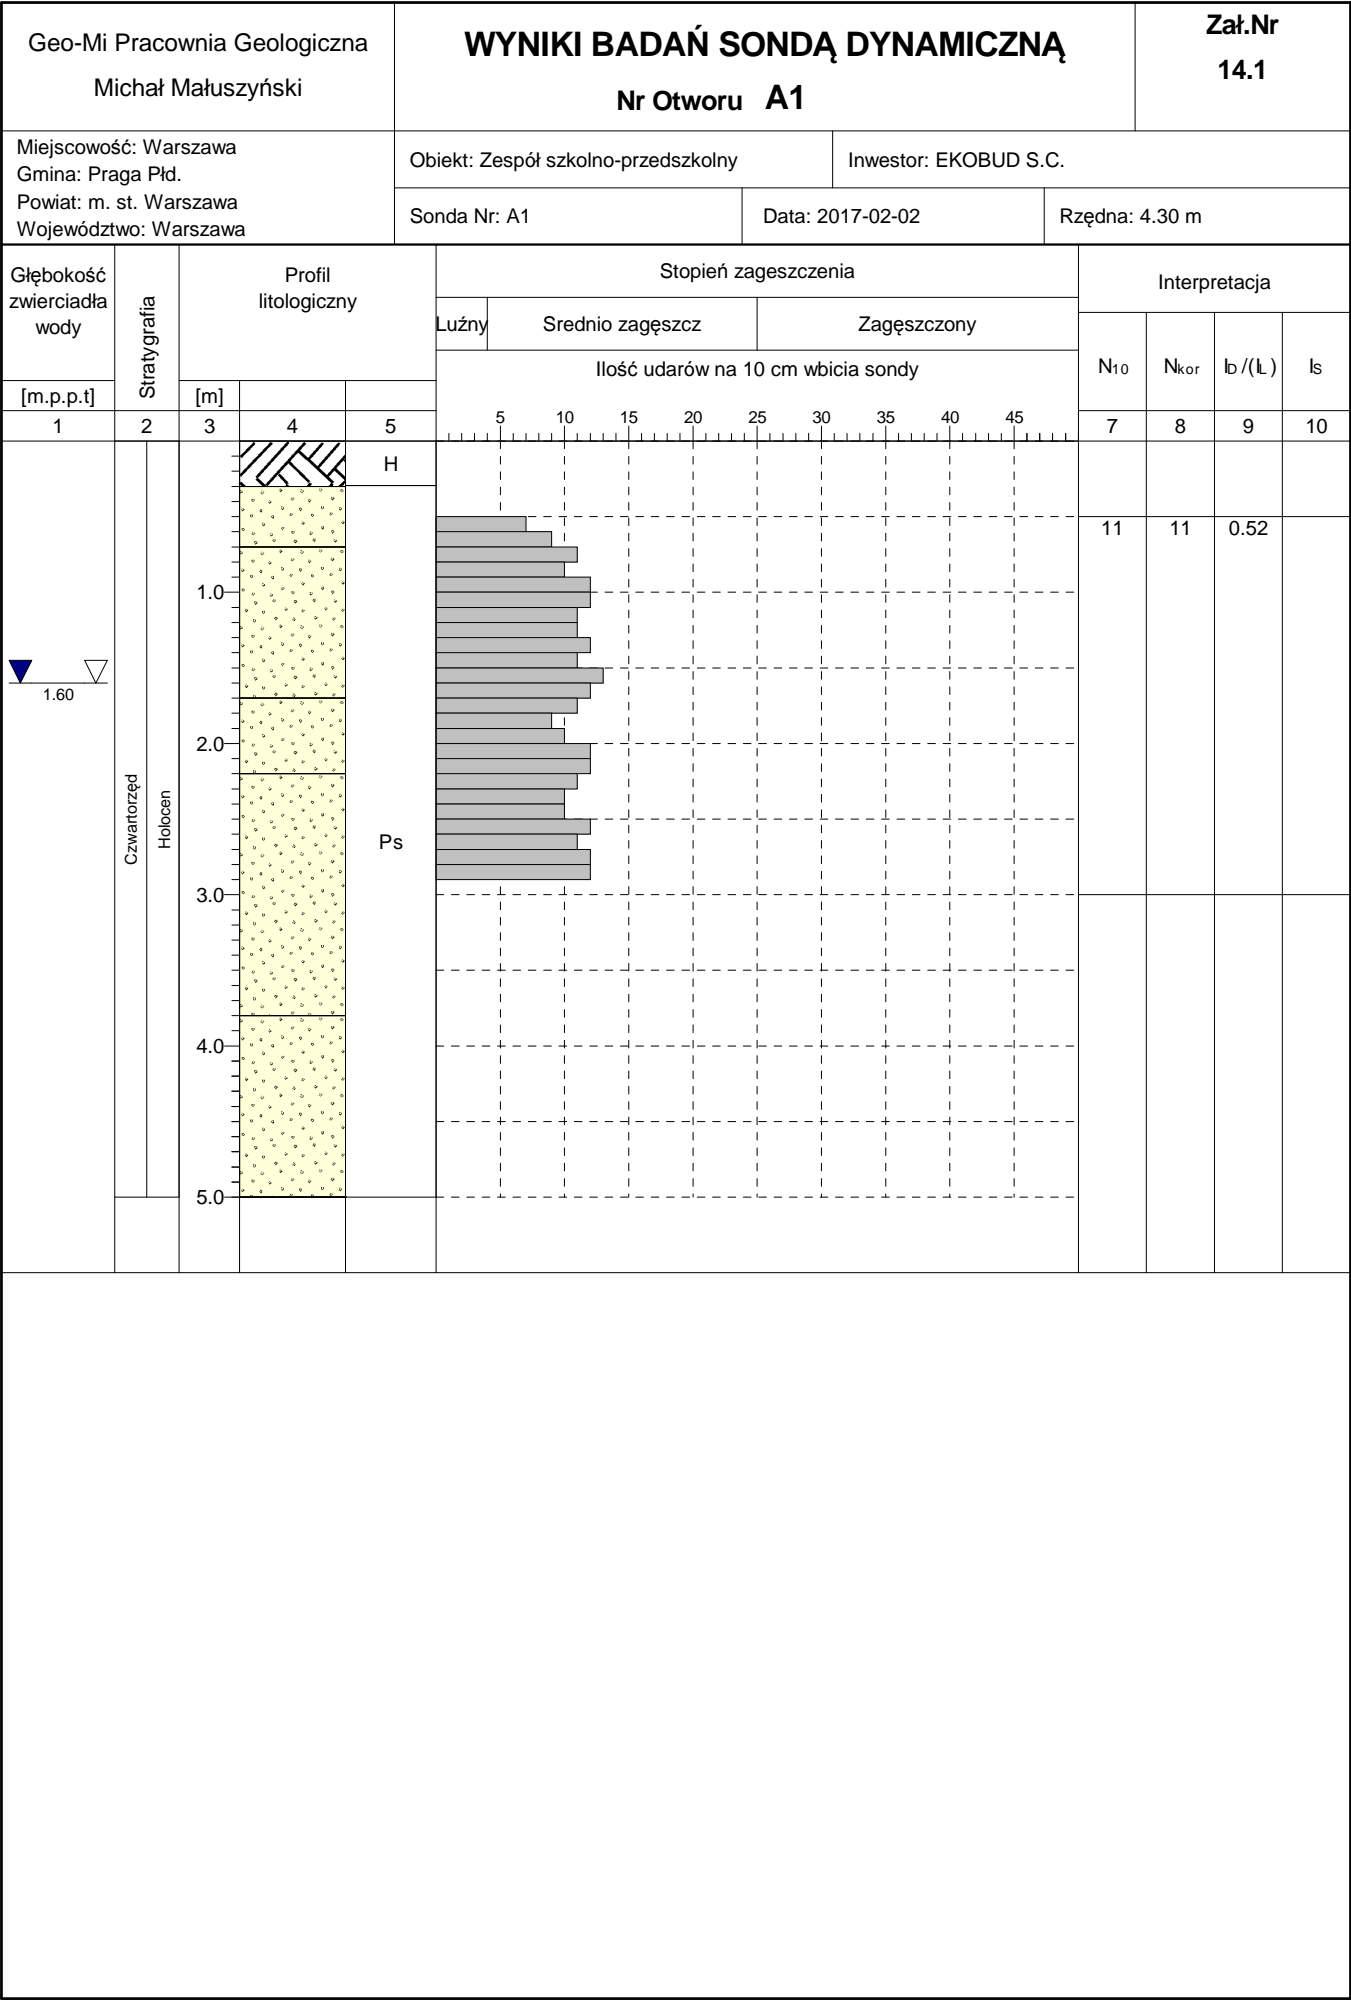 Geo-Mi Pracownia Geologiczna
Michał Małuszyński
WYNIKI BADAŃ SONDĄ DYNAMICZNĄ
Nr Otworu A1
Zał.Nr
14.1
Miejscowość: Warszawa
Gmina: Praga Płd.
Powiat: m. st. Warszawa
Województwo: Warszawa
Obiekt: Zespół szkolno-przedszkolny
Inwestor: EKOBUD S.C.
Sonda Nr: A1
Data: 2017-02-02
Rzędna: 4.30 m
Głębokość
zwierciadła
wody
[m.p.p.t]
Stratygrafia
Profil
litologiczny
[m]
Stopień zageszczenia
Luźny
Srednio zagęszcz
Zagęszczony
Ilość udarów na 10 cm wbicia sondy
5 10 15 20 25 30 35 40 45
Interpretacja
N10 Nkor ID/(IL) IS
1 2 3 4 5 7 8 9 10
H
11 11 0.52
1.0
1.60
2.0
Czwartorzęd
Holocen
Ps
3.0
4.0
5.0